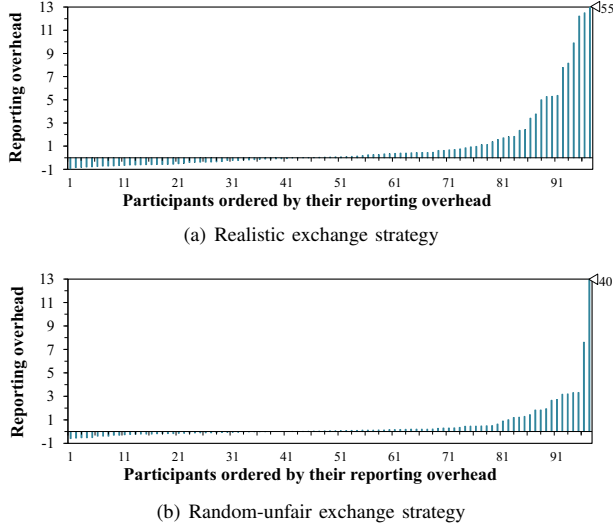 13
55
11
9
7
5
3
1
-1
Reporting overhead
1 11 21 31 41 51 61 71 81 91
Participants ordered by their reporting overhead
(a) Realistic exchange strategy
13
40
11
9
7
5
3
1
-1
Reporting overhead
1 11 21 31 41 51 61 71 81 91
Participants ordered by their reporting overhead
(b) Random-unfair exchange strategy